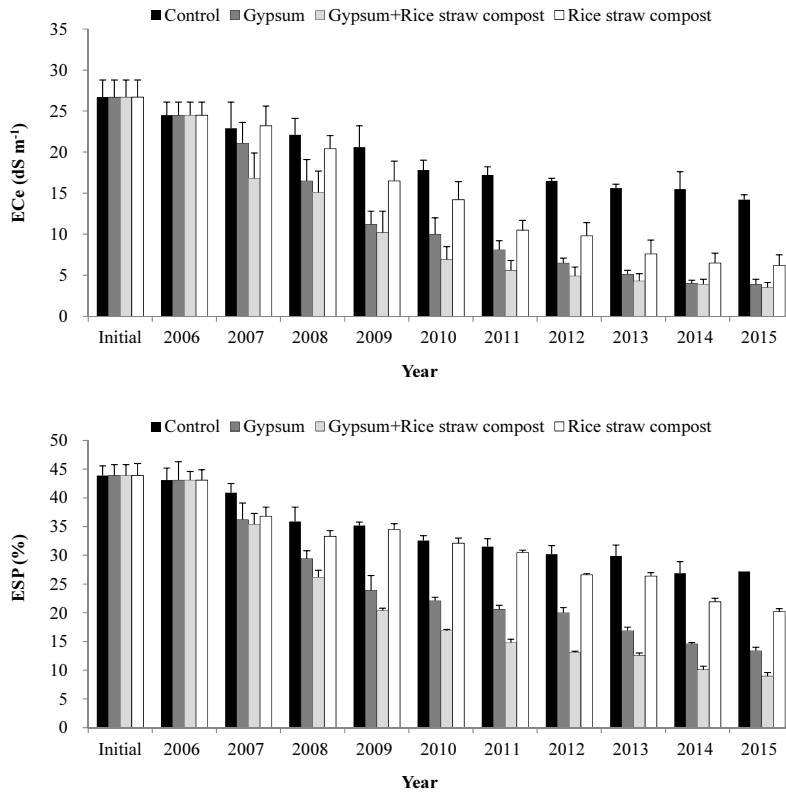 Control Gypsum Gypsum+Rice straw compost Rice straw compost
35
30
25
20
15
10
5
0
ECe (dS m⁻¹)
Initial 2006 2007 2008 2009 2010 2011 2012 2013 2014 2015
Year
Control Gypsum Gypsum+Rice straw compost Rice straw compost
50
45
40
35
30
25
20
15
10
5
0
ESP (%)
Initial 2006 2007 2008 2009 2010 2011 2012 2013 2014 2015
Year